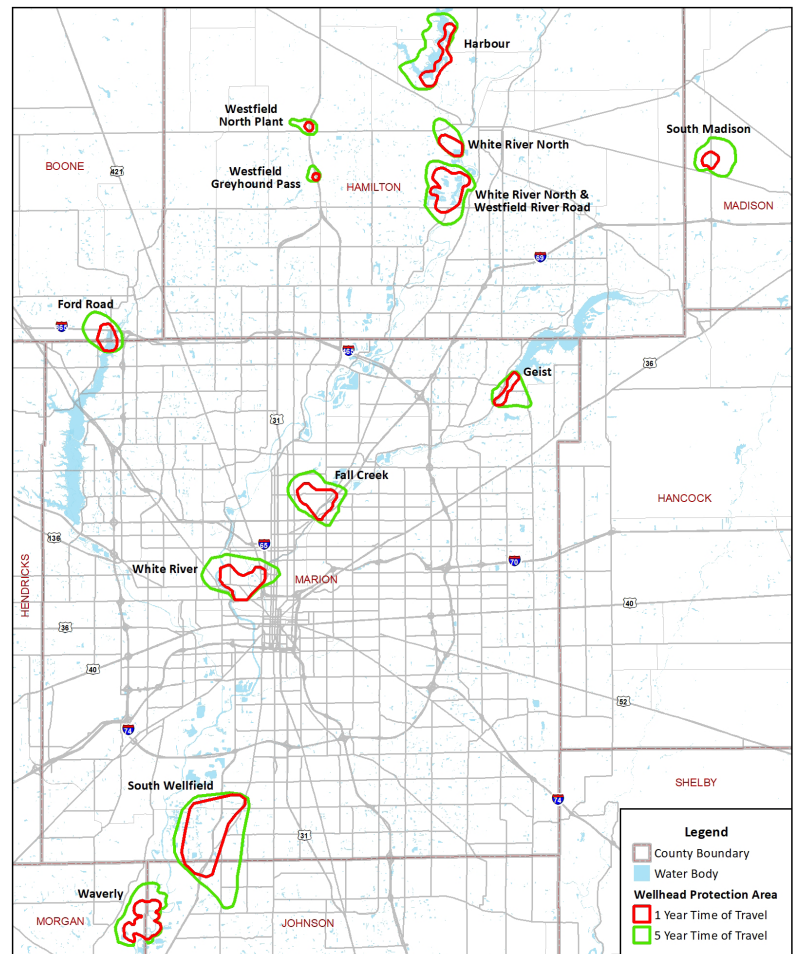 Harbour
Westfield
North Plant
South Madison
White River North
BOONE
421
Westfield
Greyhound Pass
HAMILTON
White River North &
Westfield River Road
MADISON
69
Ford Road
465
36
Geist
31
Fall Creek
HANCOCK
136
65
70
White River
MARION
HENDRICKS
40
36
40
52
74
South Wellfield
SHELBY
74
31
Legend
County Boundary
Water Body
Wellhead Protection Area
1 Year Time of Travel
5 Year Time of Travel
Waverly
MORGAN
JOHNSON